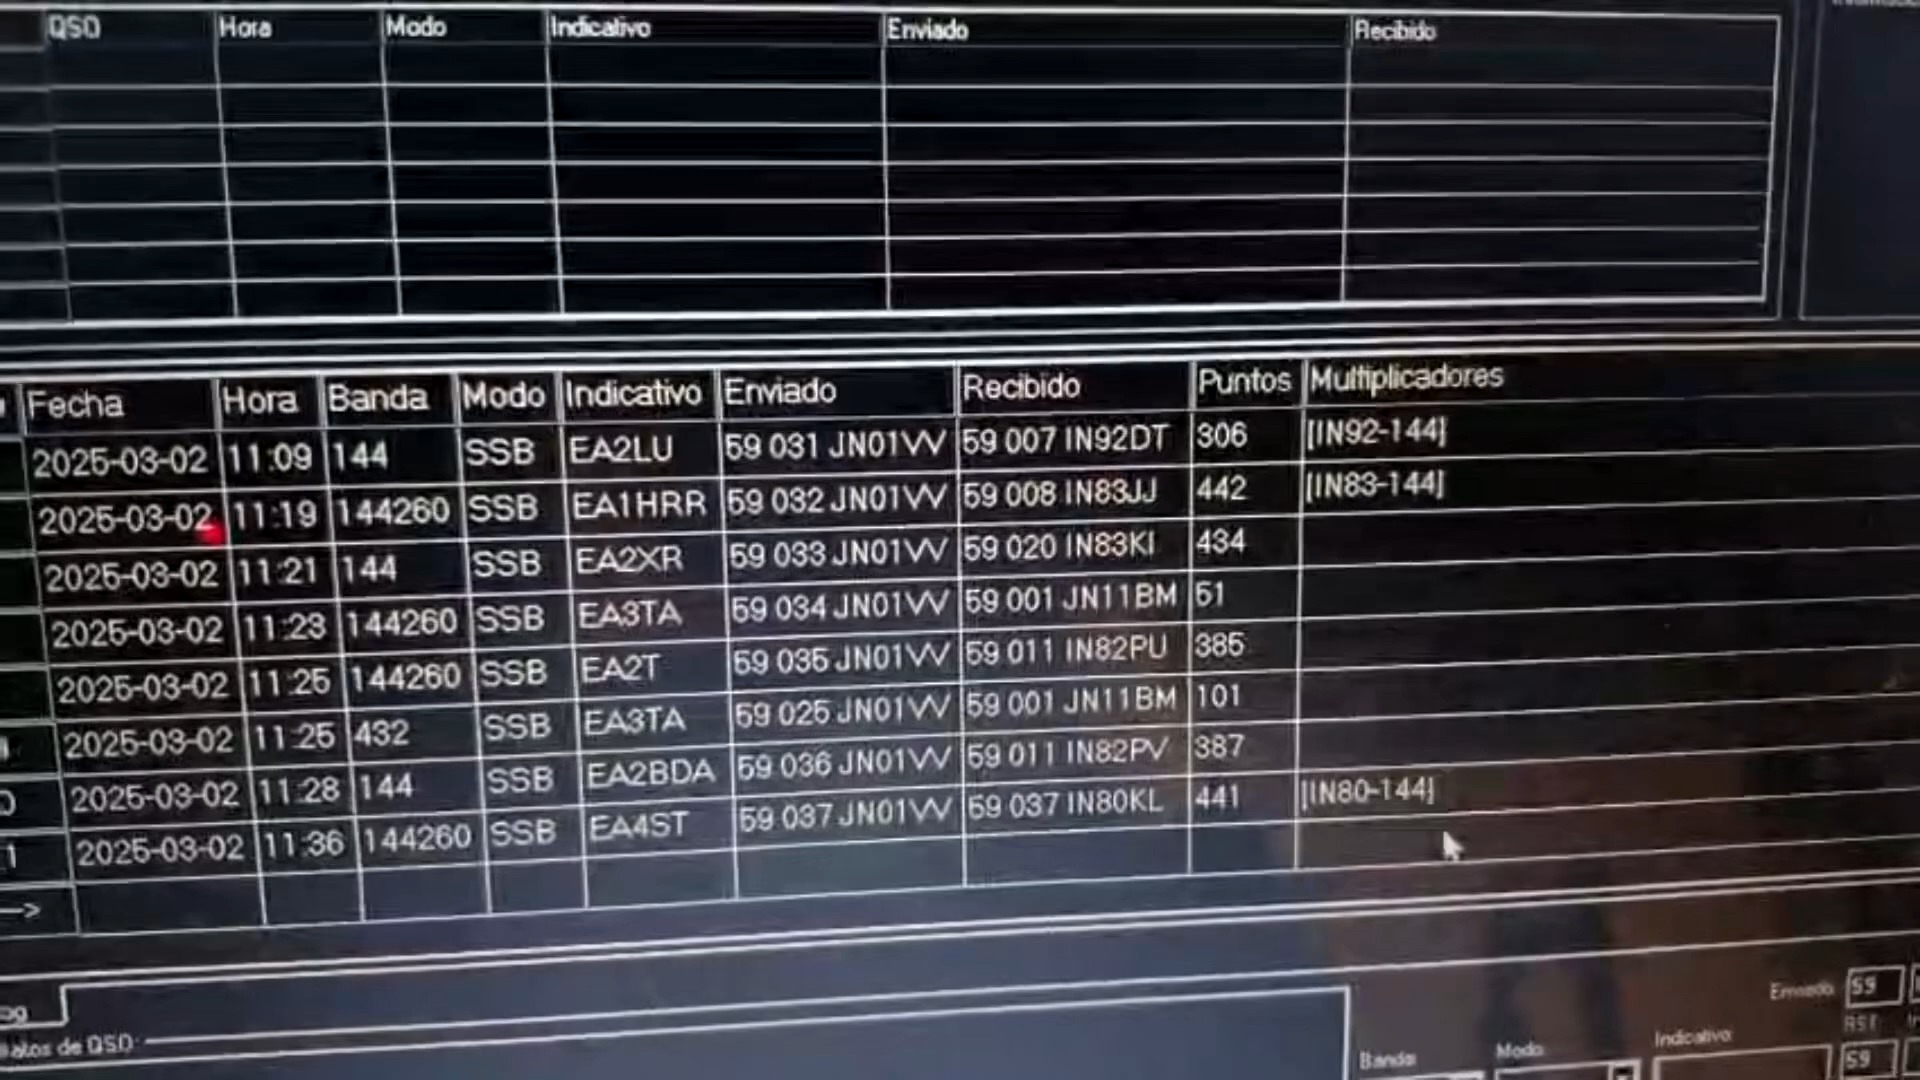 QSO Hora Modo Indicativo Enviado Recibido
Fecha Hora Banda Modo Indicativo Enviado Recibido Puntos Multiplicadores
2025-03-02 11:09 144 SSB EA2LU 59 031 JN01VV 59 007 IN92DT 306 [IN92-144]
2025-03-02 11:19 144260 SSB EA1HRR 59 032 JN01VV 59 008 IN83JJ 442 [IN83-144]
2025-03-02 11:21 144 SSB EA2XR 59 033 JN01VV 59 020 IN83KI 434
2025-03-02 11:23 144260 SSB EA3TA 59 034 JN01VV 59 001 JN11BM 51
2025-03-02 11:25 144260 SSB EA2T 59 035 JN01VV 59 011 IN82PU 385
2025-03-02 11:25 432 SSB EA3TA 59 025 JN01VV 59 001 JN11BM 101
2025-03-02 11:28 144 SSB EA2BDA 59 036 JN01VV 59 011 IN82PV 387
1 2025-03-02 11:36 144260 SSB EA4ST 59 037 JN01VV 59 037 IN80KL 441 [IN80-144]
-->
Enviado 59
de QSO
Banda Modo Indicativo RST 59